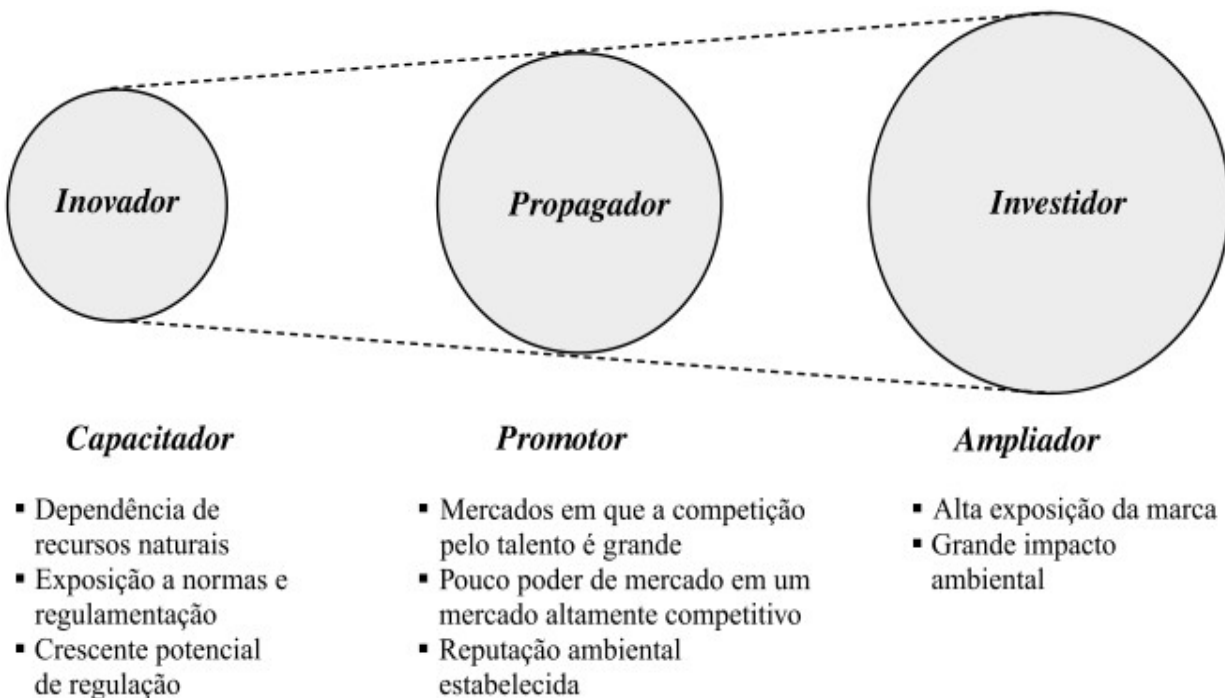 Inovador
Propagador
Investidor
Capacitador
▪ Dependência de
recursos naturais
▪ Exposição a normas e
regulamentação
▪ Crescente potencial
de regulação
Promotor
▪ Mercados em que a competição
pelo talento é grande
▪ Pouco poder de mercado em um
mercado altamente competitivo
▪ Reputação ambiental
estabelecida
Ampliador
▪ Alta exposição da marca
▪ Grande impacto
ambiental